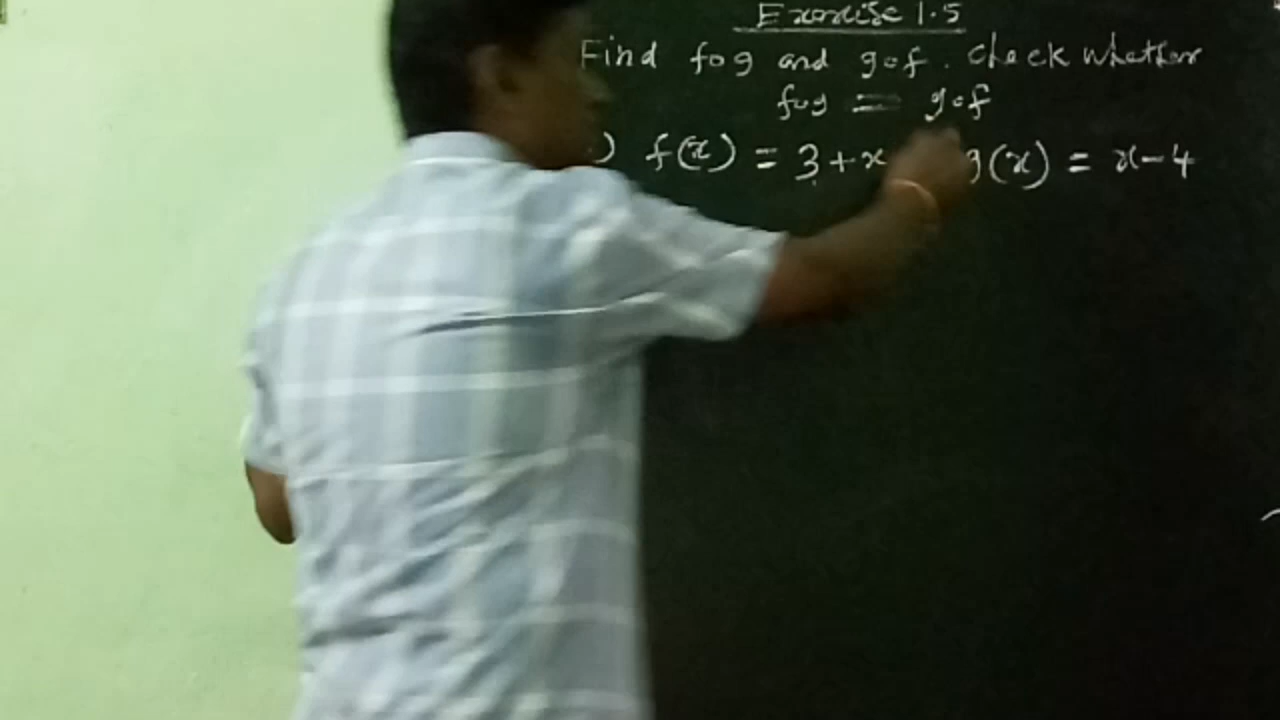 Exercise 1.5
Find fog and gof. Check whether
fog = gof
) f(x) = 3+x g(x) = x-4